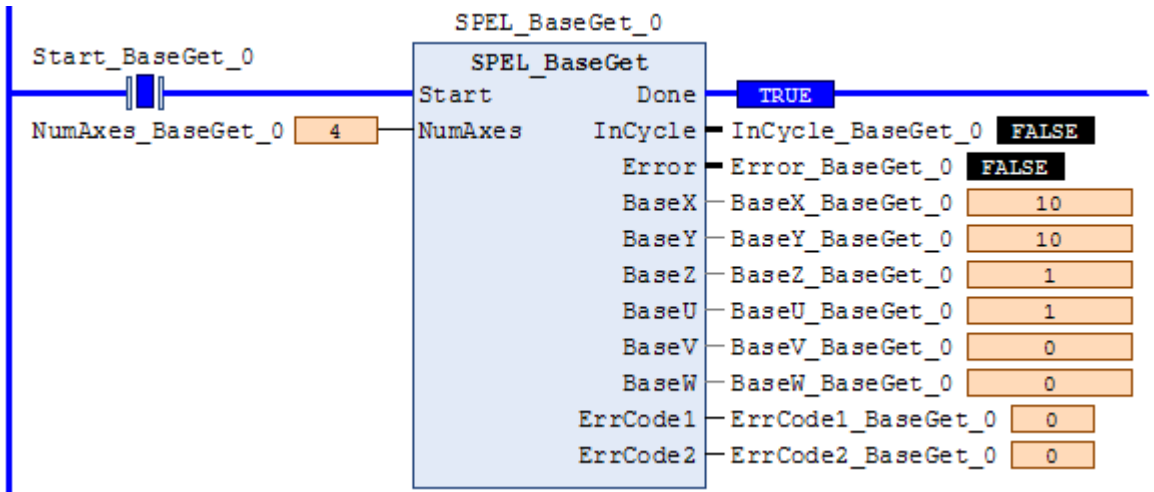 SPEL_BaseGet_0
Start_BaseGet_0 SPEL_BaseGet
Start Done TRUE
NumAxes_BaseGet_0 4 NumAxes InCycle InCycle_BaseGet_0 FALSE
Error Error_BaseGet_0 FALSE
BaseX BaseX_BaseGet_0 10
BaseY BaseY_BaseGet_0 10
BaseZ BaseZ_BaseGet_0 1
BaseU BaseU_BaseGet_0 1
BaseV BaseV_BaseGet_0 0
BaseW BaseW_BaseGet_0 0
ErrCode1 ErrCode1_BaseGet_0 0
ErrCode2 ErrCode2_BaseGet_0 0